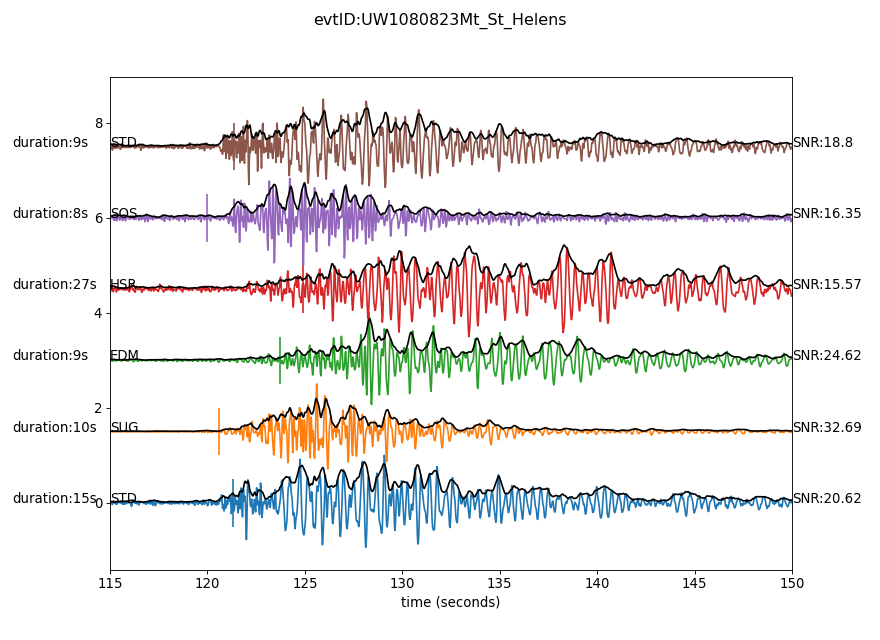 evtID:UW1080823Mt_St_Helens
8
duration:9s STD SNR:18.8
duration:8s SOS SNR:16.35
6
duration:27s HSR SNR:15.57
4
duration:9s EDM SNR:24.62
2
duration:10s SUG SNR:32.69
duration:15s STD SNR:20.62
0
115 120 125 130 135 140 145 150
time (seconds)